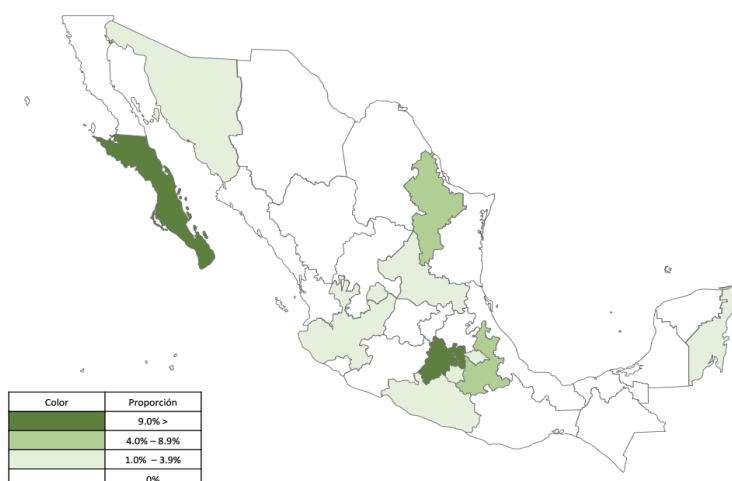 Color Proporción
9.0% >
4.0% – 8.9%
1.0% – 3.9%
0%